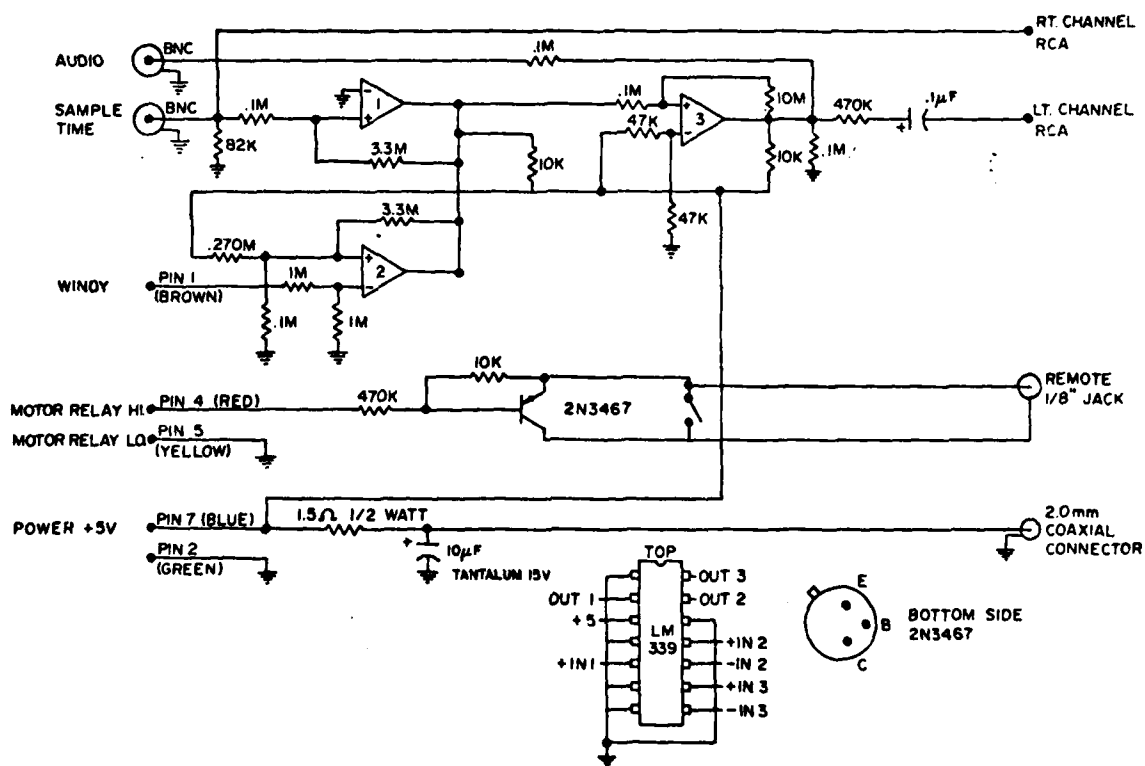 RT. CHANNEL
RCA
.1M
BNC
AUDIO
BNC
SAMPLE
TIME
.1M
1
82K
3.3M
10K
.1M
47K
3
10M
470K
.1µF
LT. CHANNEL
RCA
10K
.1M
47K
3.3M
.270M
2
WINDY
PIN 1
(BROWN)
1M
.1M
1M
10K
MOTOR RELAY HI.
PIN 4 (RED)
470K
2N3467
REMOTE
1/8" JACK
MOTOR RELAY LO
PIN 5
(YELLOW)
POWER +5V
PIN 7 (BLUE)
1.5Ω 1/2 WATT
2.0mm
COAXIAL
CONNECTOR
PIN 2
(GREEN)
+
10µF
TANTALUM 15V
TOP
OUT 3
OUT 1
OUT 2
+5
LM
339
+IN 2
+IN1
-IN 2
+IN 3
-IN 3
E
B
C
BOTTOM SIDE
2N3467